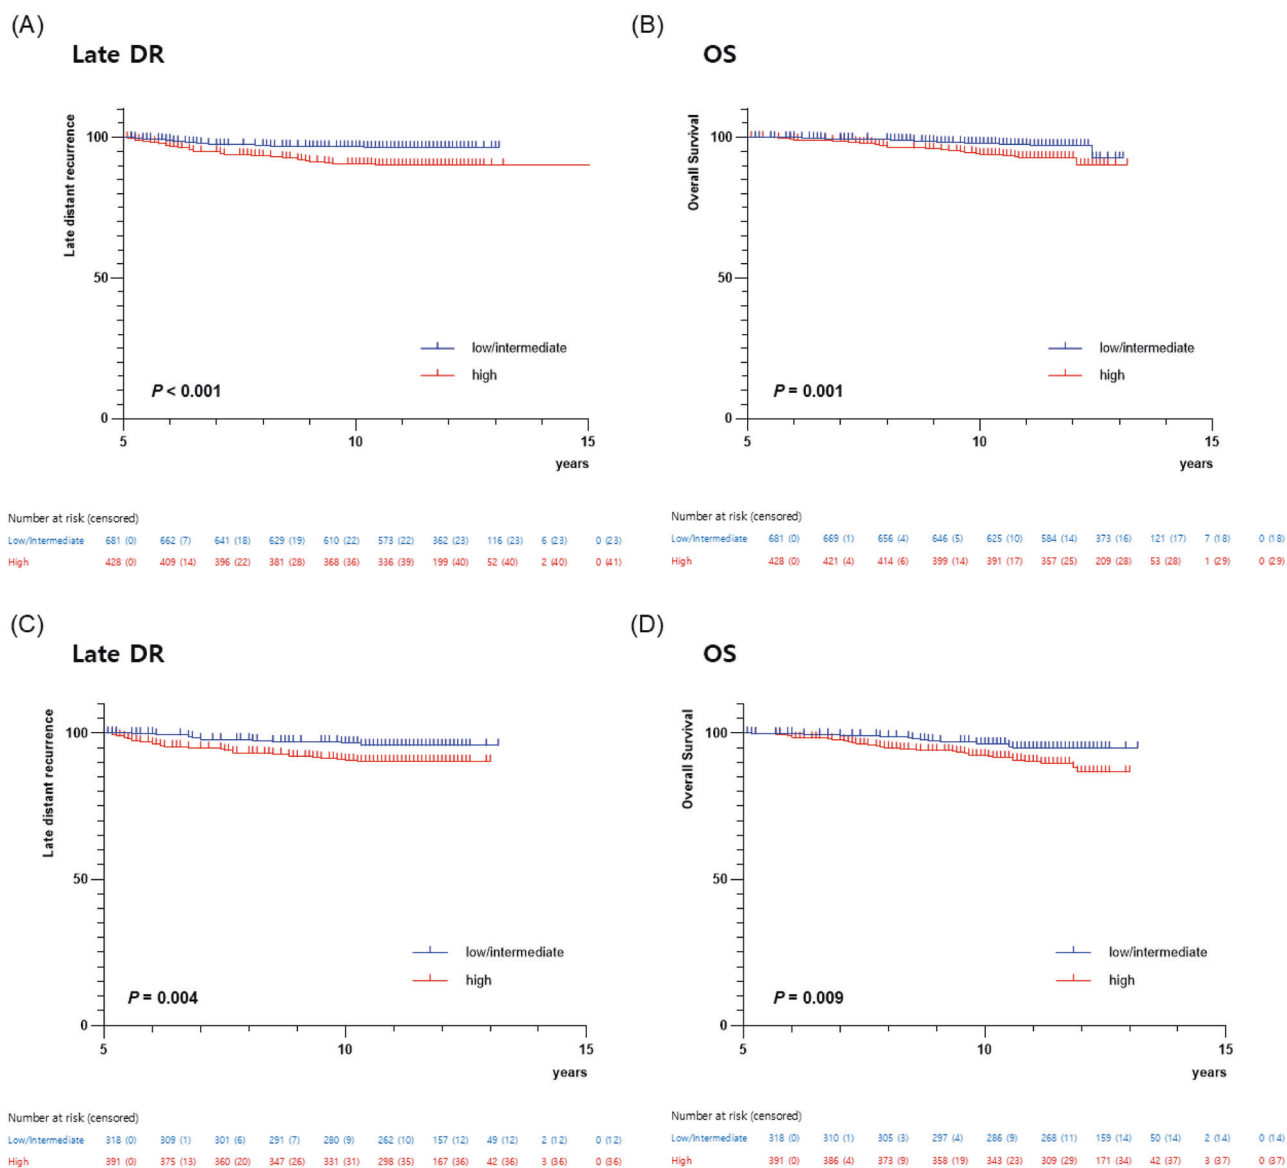 (A)
Late DR
Late distant recurrence
100
50
0
5
10
15
years
low/intermediate
high
P < 0.001
Number at risk (censored)
Low/Intermediate 681 (0) 662 (7) 641 (18) 629 (19) 610 (22) 573 (22) 362 (23) 116 (23) 6 (23) 0 (23)
High 428 (0) 409 (14) 396 (22) 381 (28) 368 (36) 336 (39) 199 (40) 52 (40) 2 (40) 0 (41)
(B)
OS
Overall Survival
100
50
0
5
10
15
years
low/intermediate
high
P = 0.001
Number at risk (censored)
Low/Intermediate 681 (0) 669 (1) 656 (4) 646 (5) 625 (10) 584 (14) 373 (16) 121 (17) 7 (18) 0 (18)
High 428 (0) 421 (4) 414 (6) 399 (14) 391 (17) 357 (25) 209 (28) 53 (28) 1 (29) 0 (29)
(C)
Late DR
Late distant recurrence
100
50
0
5
10
15
years
low/intermediate
high
P = 0.004
Number at risk (censored)
Low/Intermediate 318 (0) 309 (1) 301 (6) 291 (7) 280 (9) 262 (10) 157 (12) 49 (12) 2 (12) 0 (12)
High 391 (0) 375 (13) 360 (20) 347 (26) 331 (31) 298 (35) 167 (36) 42 (36) 3 (36) 0 (36)
(D)
OS
Overall Survival
100
50
0
5
10
15
years
low/intermediate
high
P = 0.009
Number at risk (censored)
Low/Intermediate 318 (0) 310 (1) 305 (3) 297 (4) 286 (9) 268 (11) 159 (14) 50 (14) 2 (14) 0 (14)
High 391 (0) 386 (4) 373 (9) 358 (19) 343 (23) 309 (29) 171 (34) 42 (37) 3 (37) 0 (37)